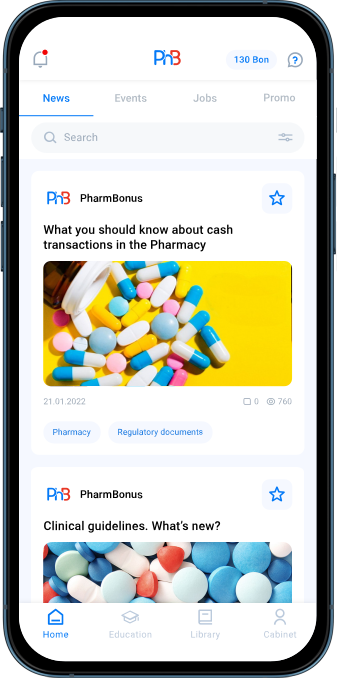 PhB
130 Bon
News Events Jobs Promo
Search
PhB PharmBonus
What you should know about cash
transactions in the Pharmacy
21.01.2022 0 760
Pharmacy Regulatory documents
PhB PharmBonus
Clinical guidelines. What's new?
Home Education Library Cabinet